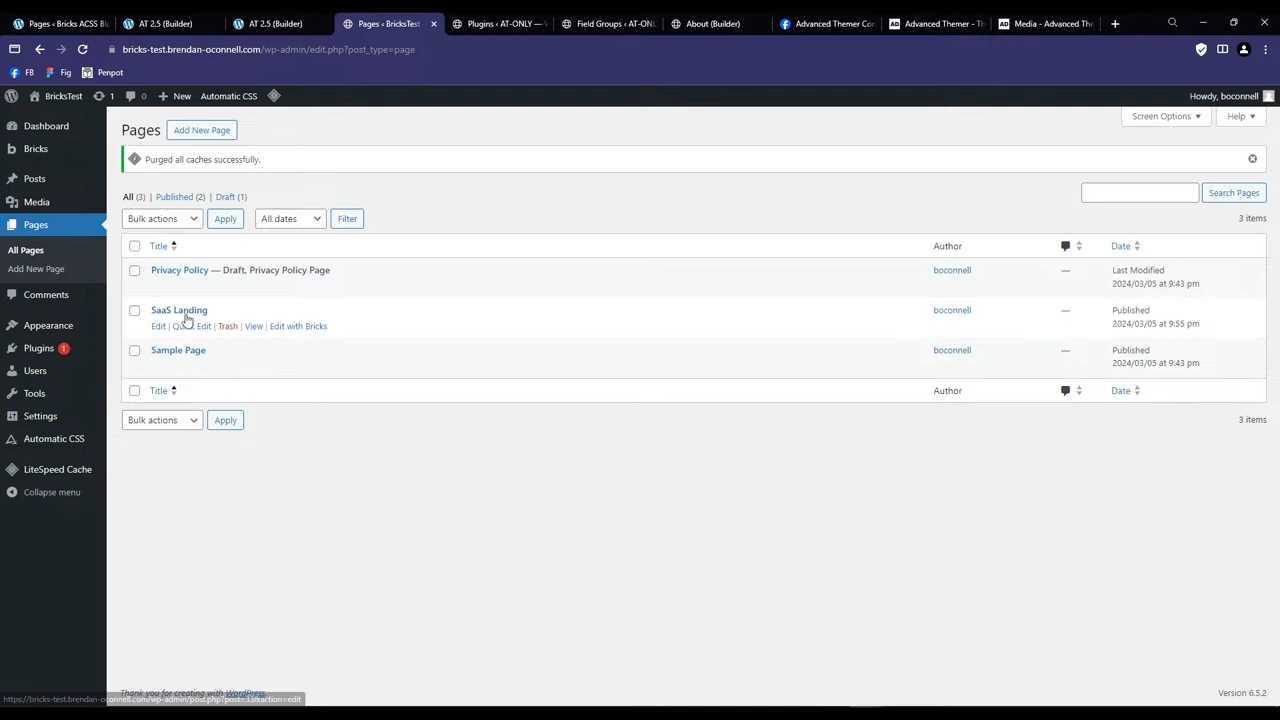 Pages ‹ Bricks ACSS Blu
AT 2.5 (Builder)
AT 2.5 (Builder)
Pages ‹ BricksTest
Plugins ‹ AT-ONLY —
Field Groups ‹ AT-ONL
About (Builder)
Advanced Themer Con
Advanced Themer - Th
Media - Advanced The
bricks-test.brendan-oconnell.com/wp-admin/edit.php?post_type=page
FB
Fig
Penpot
BricksTest
1
0
New
Automatic CSS
Howdy, boconnell
Dashboard
Bricks
Posts
Media
Pages
All Pages
Add New Page
Comments
Appearance
Plugins 1
Users
Tools
Settings
Automatic CSS
LiteSpeed Cache
Collapse menu
Screen Options
Help
Pages
Add New Page
Purged all caches successfully.
All (3) | Published (2) | Draft (1)
Search Pages
Bulk actions
Apply
All dates
Filter
3 items
Title
Author
Date
Privacy Policy — Draft, Privacy Policy Page
boconnell
—
Last Modified
2024/03/05 at 9:43 pm
SaaS Landing
Edit | Quick Edit | Trash | View | Edit with Bricks
boconnell
—
Published
2024/03/05 at 9:55 pm
Sample Page
boconnell
—
Published
2024/03/05 at 9:43 pm
Title
Author
Date
Bulk actions
Apply
3 items
Thank you for creating with WordPress.
Version 6.5.2